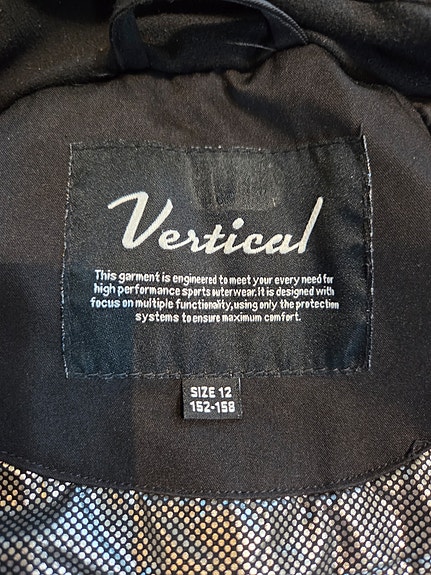 Vertical
This garment is engineered to meet your every need for
high performance sports outerwear.It is designed with
focus on multiple functionality,using only the protection
systems to ensure maximum comfort.
SIZE 12
152-158